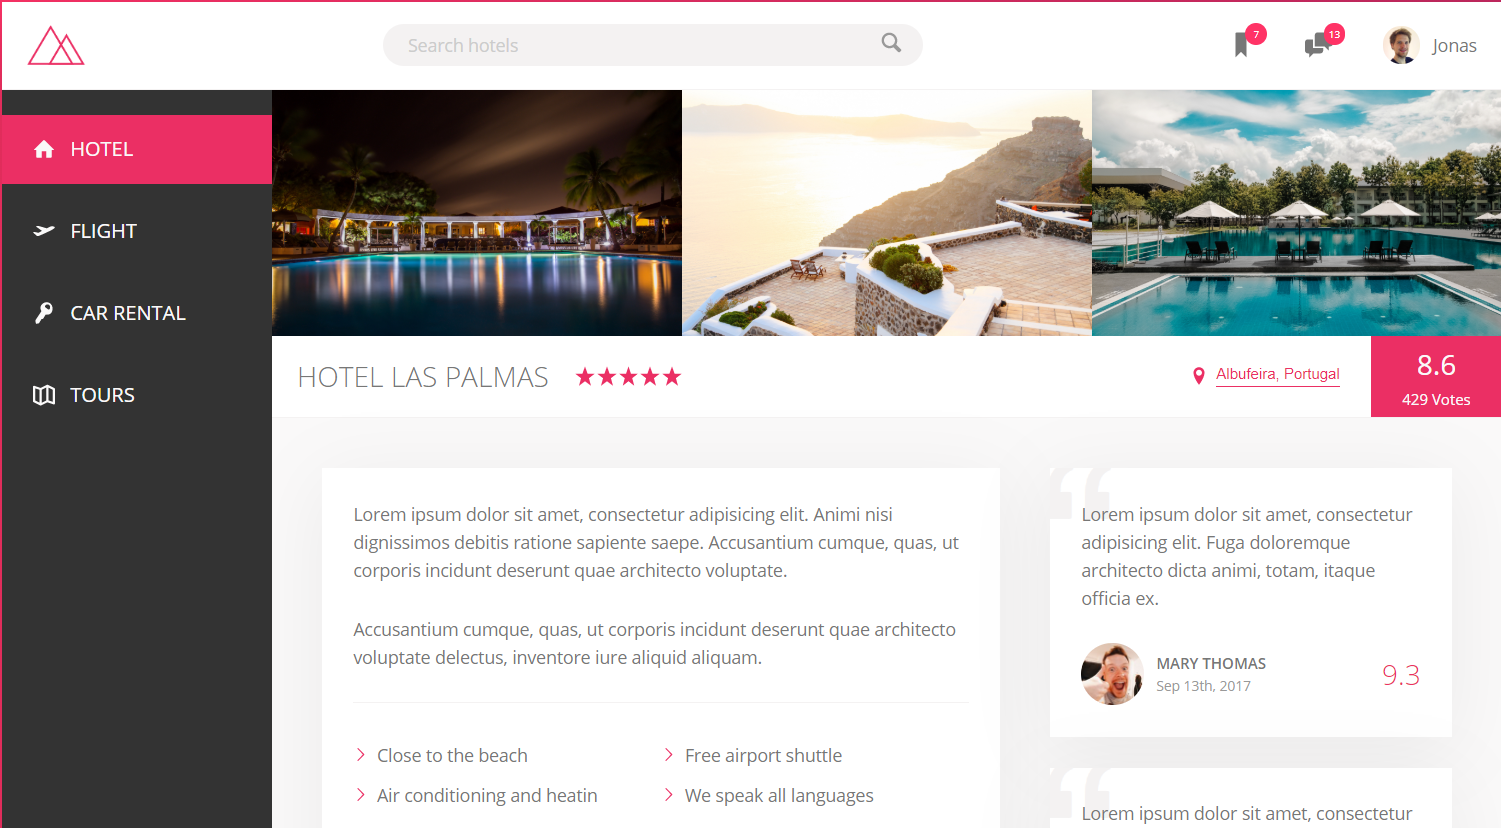 Search hotels
7
13
Jonas
HOTEL
FLIGHT
CAR RENTAL
TOURS
HOTEL LAS PALMAS
Albufeira, Portugal
8.6
429 Votes
Lorem ipsum dolor sit amet, consectetur adipisicing elit. Animi nisi
dignissimos debitis ratione sapiente saepe. Accusantium cumque, quas, ut
corporis incidunt deserunt quae architecto voluptate.
Accusantium cumque, quas, ut corporis incidunt deserunt quae architecto
voluptate delectus, inventore iure aliquid aliquam.
Close to the beach
Free airport shuttle
Air conditioning and heatin
We speak all languages
Lorem ipsum dolor sit amet, consectetur
adipisicing elit. Fuga doloremque
architecto dicta animi, totam, itaque
officia ex.
MARY THOMAS
Sep 13th, 2017
9.3
Lorem ipsum dolor sit amet, consectetur